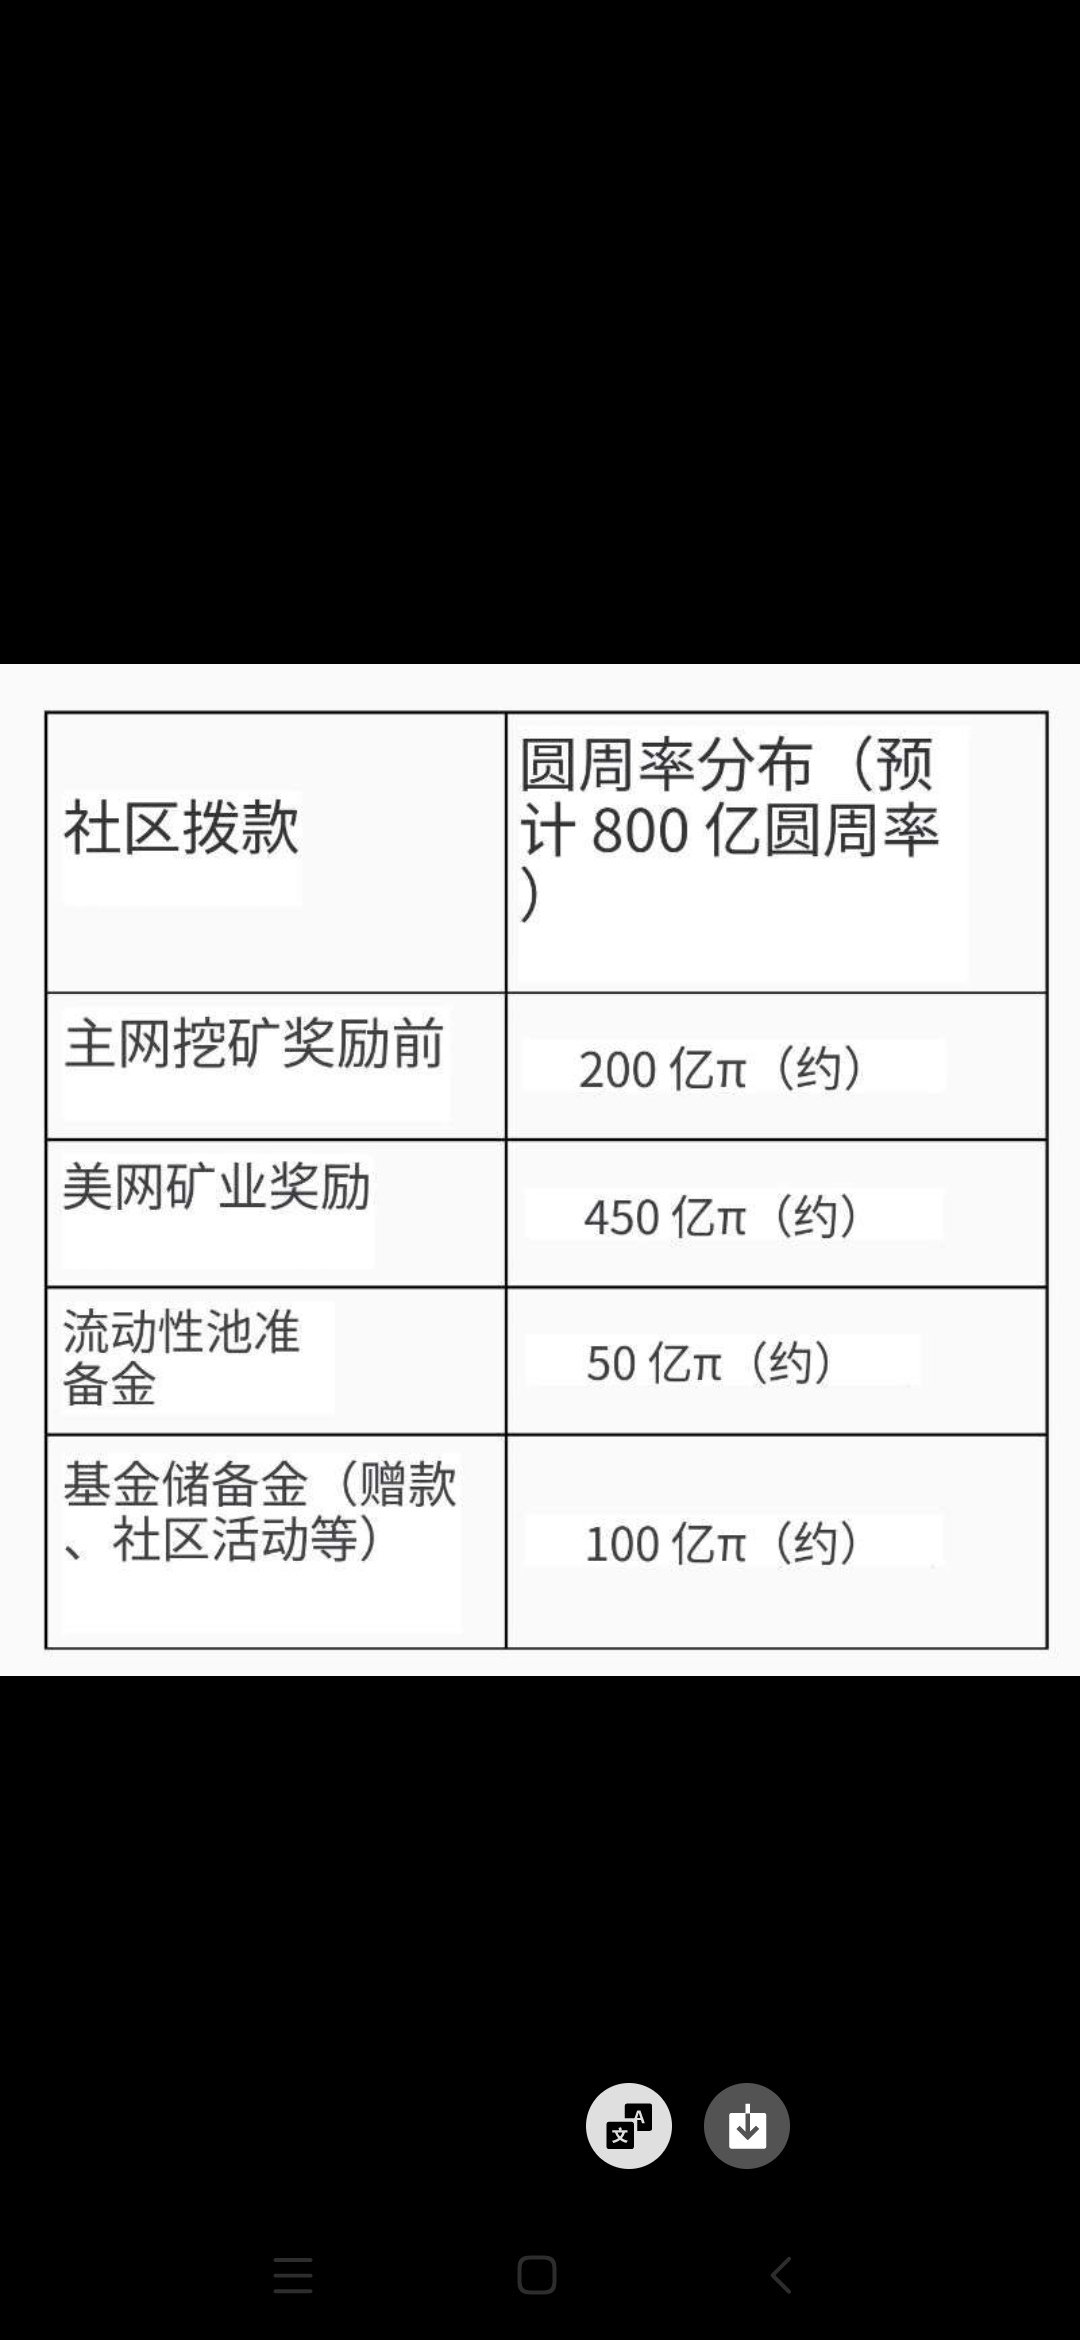 社区拨款
圆周率分布（预
计 800 亿圆周率
）
主网挖矿奖励前
200 亿π（约）
美网矿业奖励
450 亿π（约）
流动性池准
备金
50 亿π（约）
基金储备金（赠款
、社区活动等）
100 亿π（约）
文
A